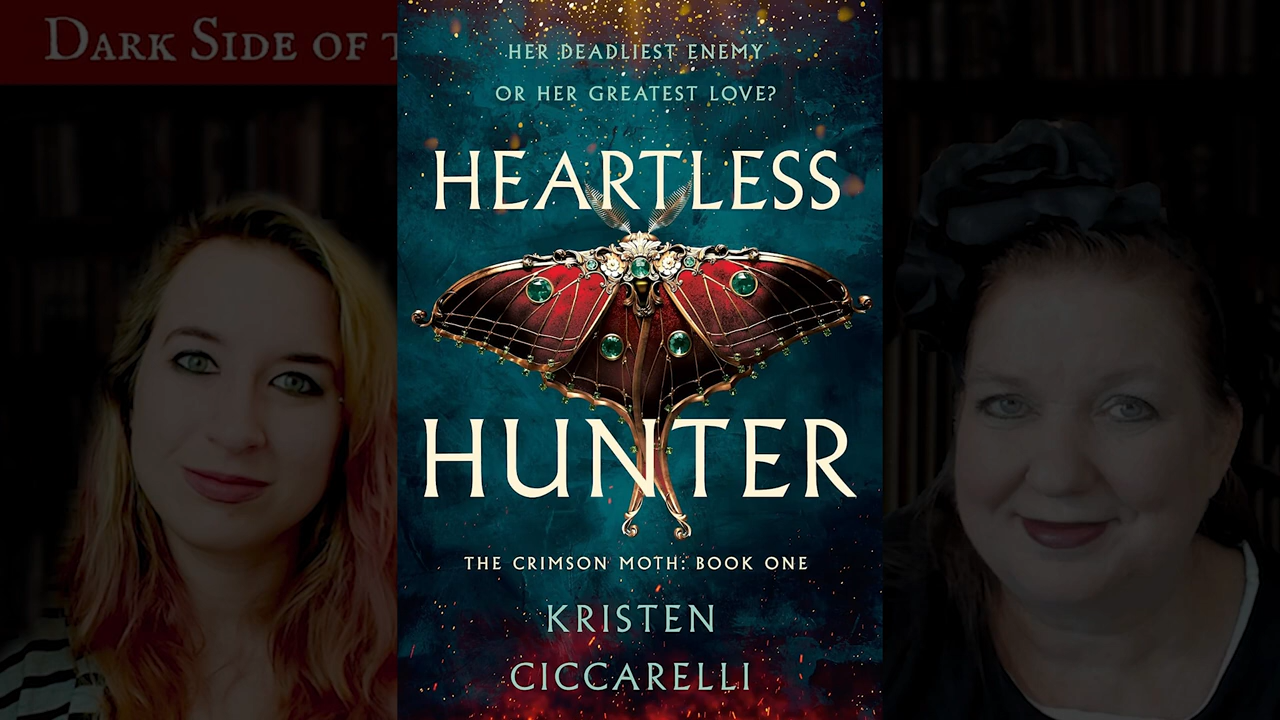 DARK SIDE OF
HER DEADLIEST ENEMY
OR HER GREATEST LOVE?
HEARTLESS
HUNTER
THE CRIMSON MOTH: BOOK ONE
KRISTEN
CICCARELLI